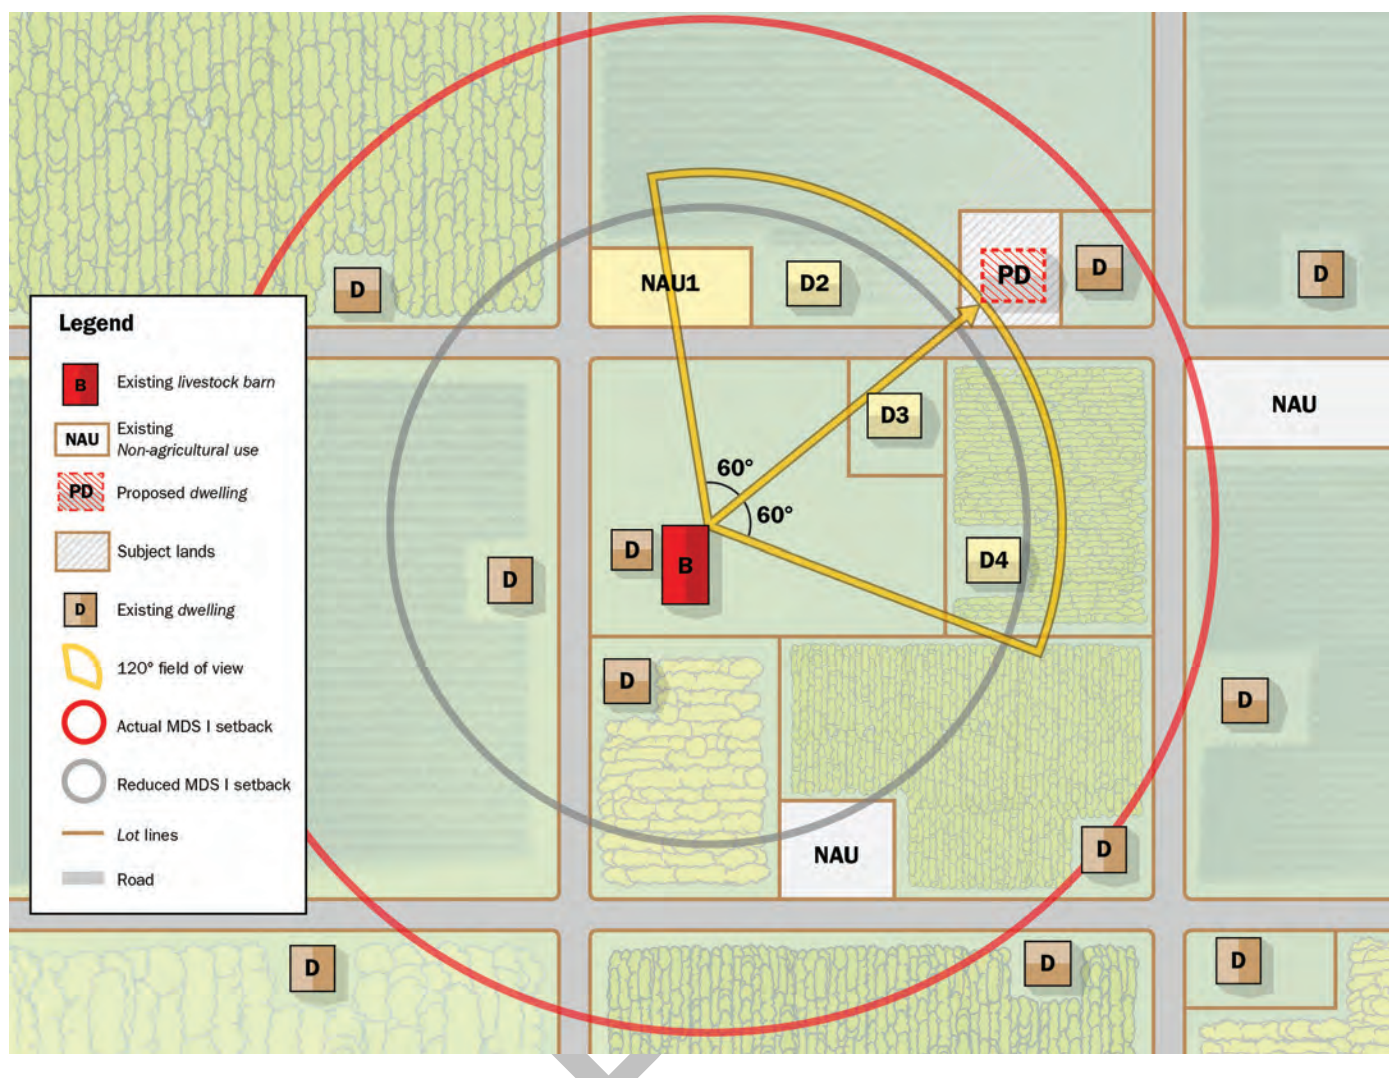 D
NAU1
D2
PD
D
D
Legend
B
Existing livestock barn
NAU
Existing
Non-agricultural use
PD
Proposed dwelling
Subject lands
D
Existing dwelling
120° field of view
Actual MDS I setback
Reduced MDS I setback
Lot lines
Road
D3
NAU
60°
60°
D
B
D
D4
D
D
NAU
D
D
D
D